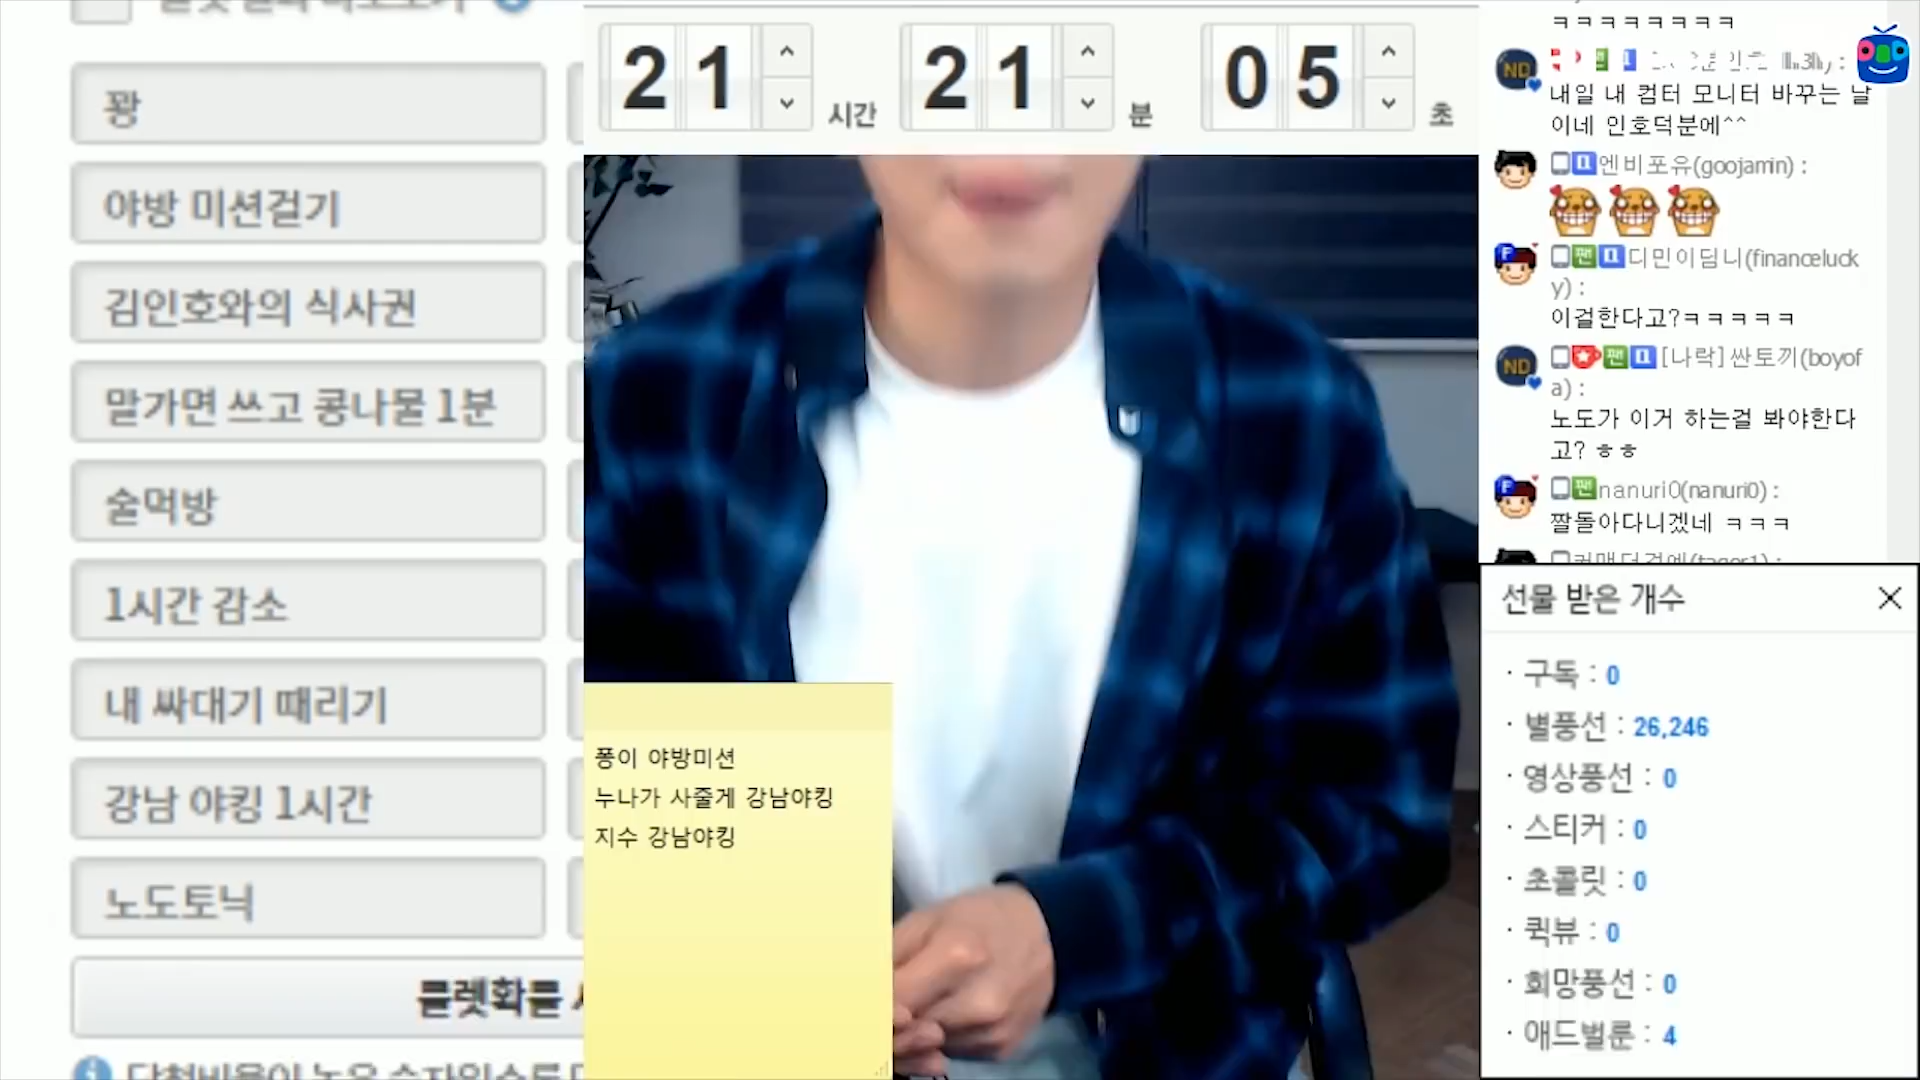 꽝
야방 미션걸기
김인호와의 식사권
말가면 쓰고 콩나물 1분
술먹방
1시간 감소
내 싸대기 때리기
강남 야킹 1시간
노도토닉
21 시간 21 분 05 초
퐁이 야방미션
누나가 사줄게 강남야킹
지수 강남야킹
ㅋㅋㅋㅋㅋㅋㅋㅋ
내일 내 컴터 모니터 바꾸는 날
이네 인호덕분에^^
엔비포유(goojamin) :
팬 디민이딤니(financeluck
y) :
이걸한다고?ㅋㅋㅋㅋㅋ
ND 팬 [나락] 싼토끼(boyof
a) :
노도가 이거 하는걸 봐야한다
고? ㅎㅎ
팬 nanuri0(nanuri0) :
짤돌아다니겠네 ㅋㅋㅋ
선물 받은 개수
· 구독 : 0
· 별풍선 : 26,246
· 영상풍선 : 0
· 스티커 : 0
· 초콜릿 : 0
· 퀵뷰 : 0
· 희망풍선 : 0
· 애드벌룬 : 4